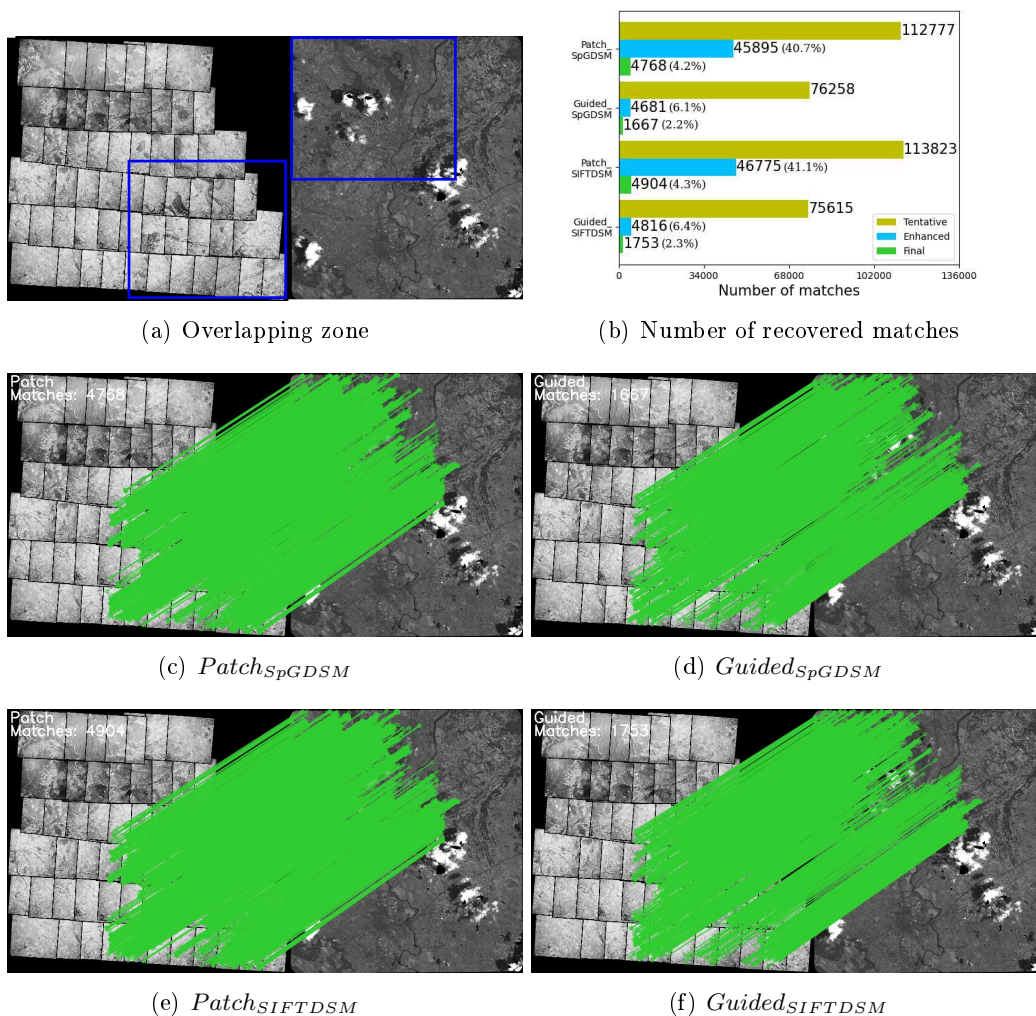 Patch_
SpGDSM
112777
45895 (40.7%)
4768 (4.2%)
Guided_
SpGDSM
76258
4681 (6.1%)
1667 (2.2%)
Patch_
SIFTDSM
113823
46775 (41.1%)
4904 (4.3%)
Guided_
SIFTDSM
75615
4816 (6.4%)
1753 (2.3%)
Tentative
Enhanced
Final
0 34000 68000 102000 136000
Number of matches
(a) Overlapping zone
(b) Number of recovered matches
Patch
Matches: 4768
Guided
Matches: 1667
(c) Patch_SpGDSM
(d) Guided_SpGDSM
Patch
Matches: 4904
Guided
Matches: 1753
(e) Patch_SIFTDSM
(f) Guided_SIFTDSM